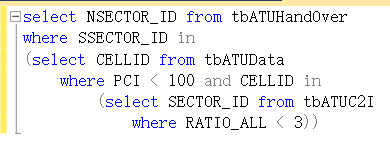 select NSECTOR_ID from tbATUHandOver
where SSECTOR_ID in
(select CELLID from tbATUData
where PCI < 100 and CELLID in
(select SECTOR_ID from tbATUC2I
where RATIO_ALL < 3))